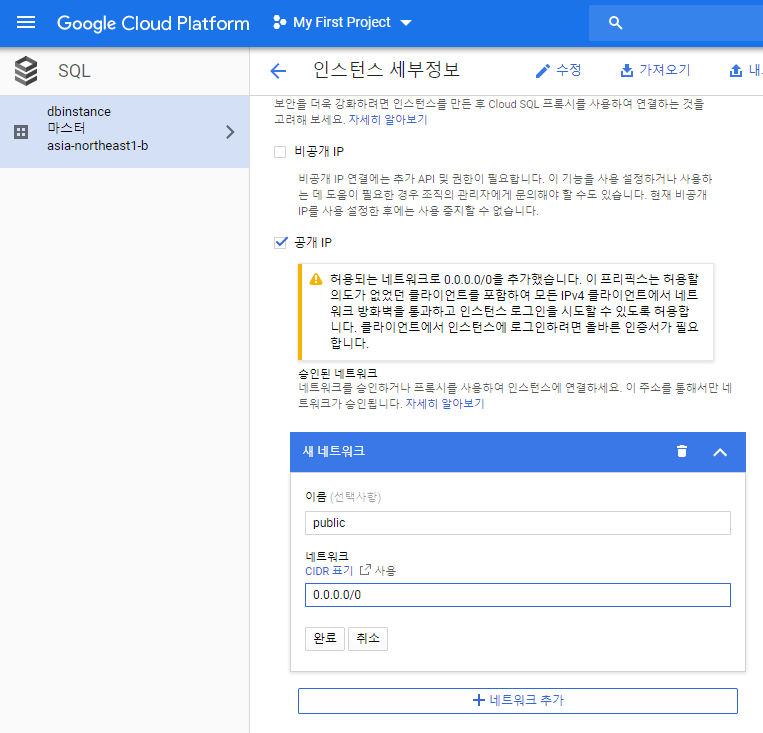 Google Cloud Platform
My First Project
SQL
인스턴스 세부정보
수정
가져오기
dbinstance
마스터
asia-northeast1-b
보안을 더욱 강화하려면 인스턴스를 만든 후 Cloud SQL 프록시를 사용하여 연결하는 것을
고려해 보세요. 자세히 알아보기
비공개 IP
비공개 IP 연결에는 추가 API 및 권한이 필요합니다. 이 기능을 사용 설정하거나 사용하
는 데 도움이 필요한 경우 조직의 관리자에게 문의해야 할 수도 있습니다. 현재 비공개
IP를 사용 설정한 후에는 사용 중지할 수 없습니다.
공개 IP
허용되는 네트워크로 0.0.0.0/0을 추가했습니다. 이 프리픽스는 허용할
의도가 없었던 클라이언트를 포함하여 모든 IPv4 클라이언트에서 네트
워크 방화벽을 통과하고 인스턴스 로그인을 시도할 수 있도록 허용합니
다. 클라이언트에서 인스턴스에 로그인하려면 올바른 인증서가 필요
합니다.
승인된 네트워크
네트워크를 승인하거나 프록시를 사용하여 인스턴스에 연결하세요. 이 주소를 통해서만 네
트워크가 승인됩니다. 자세히 알아보기
새 네트워크
이름 (선택사항)
public
네트워크
CIDR 표기 사용
0.0.0.0/0
완료
취소
네트워크 추가